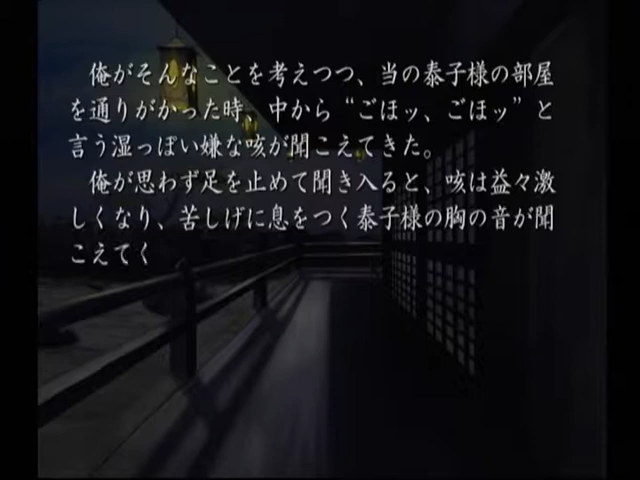 俺がそんなことを考えつつ、当の泰子様の部屋
を通りがかった時、中から“ごほッ、ごほッ”と
言う湿っぽい嫌な咳が聞こえてきた。
　俺が思わず足を止めて聞き入ると、咳は益々激
しくなり、苦しげに息をつく泰子様の胸の音が聞
こえてく